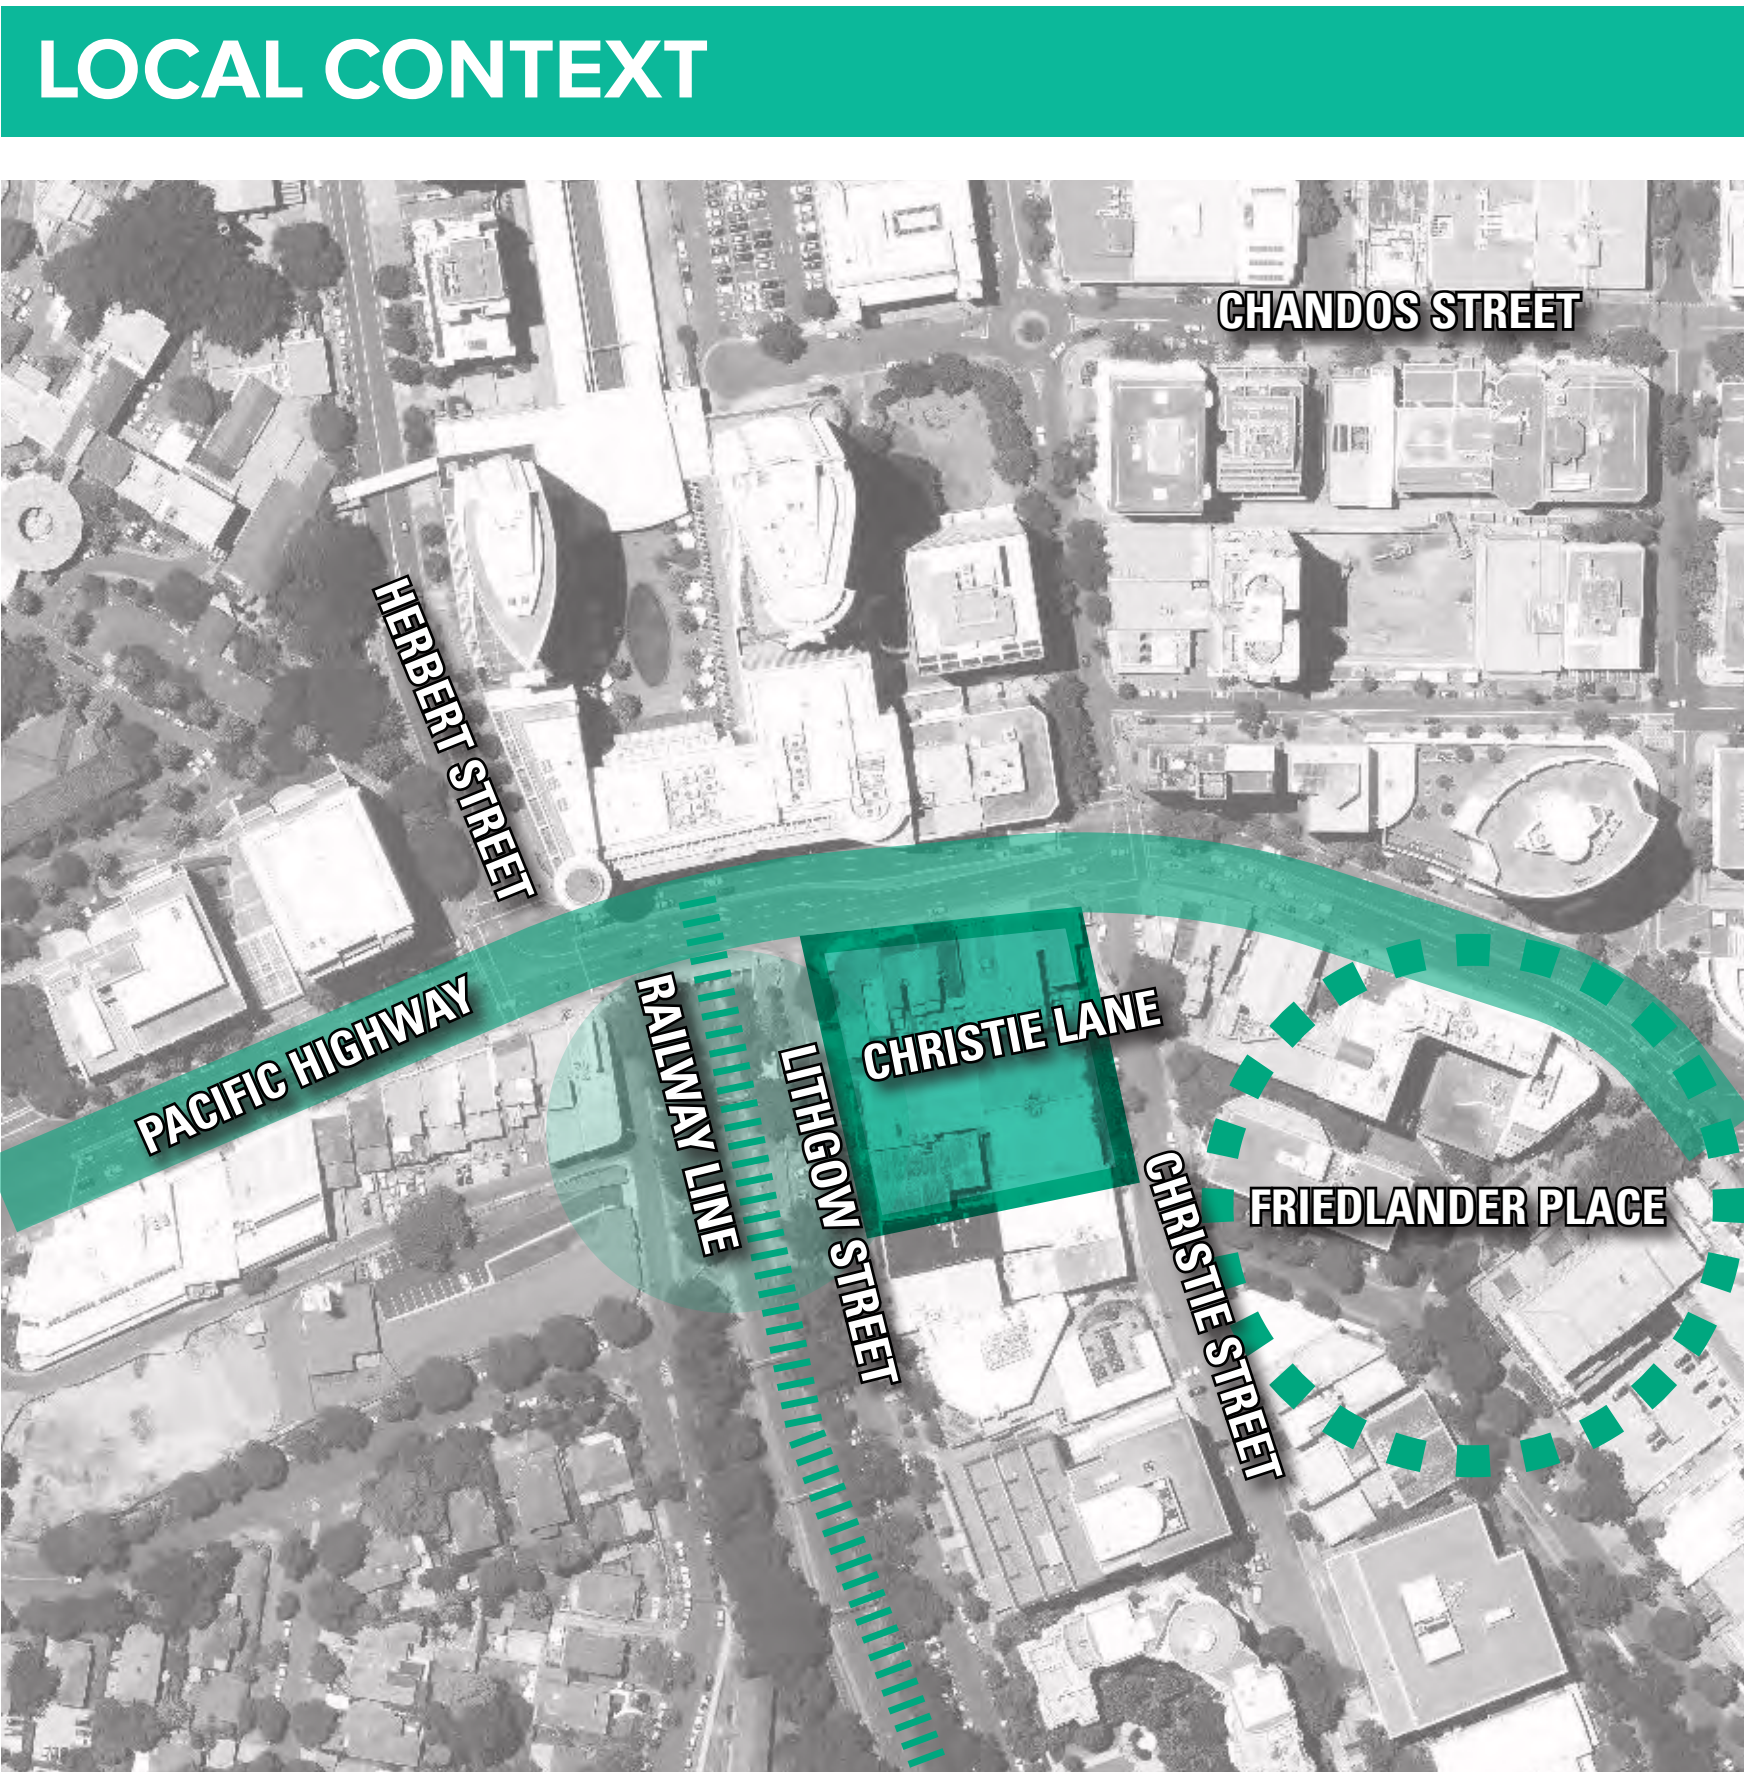 LOCAL CONTEXT
CHANDOS STREET
HERBERT STREET
PACIFIC HIGHWAY
RAILWAY LINE
LITHGOW STREET
CHRISTIE LANE
CHRISTIE STREET
FRIEDLANDER PLACE